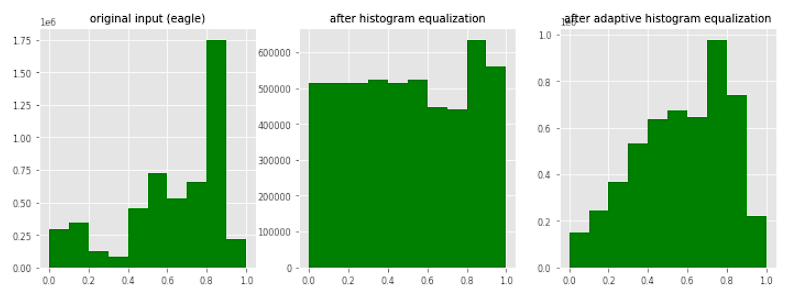 original input (eagle)
1e6
1.75
1.50
1.25
1.00
0.75
0.50
0.25
0.00
0.0 0.2 0.4 0.6 0.8 1.0
after histogram equalization
600000
500000
400000
300000
200000
100000
0
0.0 0.2 0.4 0.6 0.8 1.0
after adaptive histogram equalization
1e6
1.0
0.8
0.6
0.4
0.2
0.0
0.0 0.2 0.4 0.6 0.8 1.0